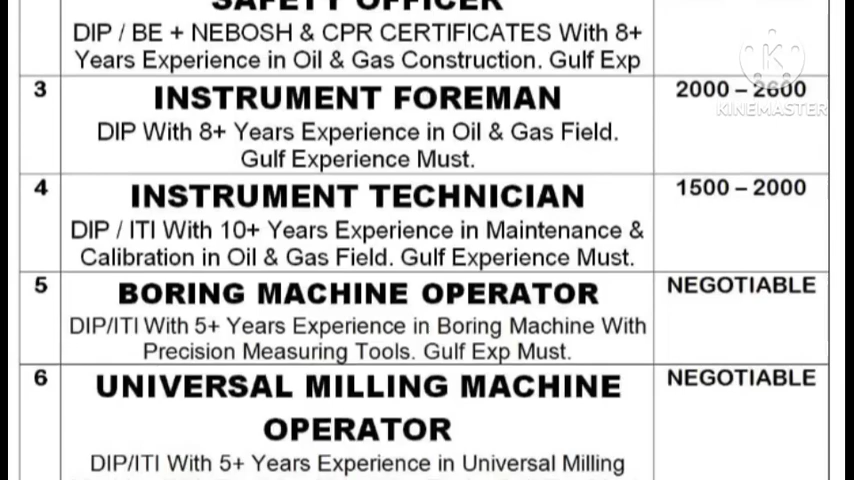 SAFETY OFFICER
DIP / BE + NEBOSH & CPR CERTIFICATES With 8+
Years Experience in Oil & Gas Construction. Gulf Exp
3
INSTRUMENT FOREMAN
2000 – 2600
KINEMASTER
DIP With 8+ Years Experience in Oil & Gas Field.
Gulf Experience Must.
4
INSTRUMENT TECHNICIAN
1500 – 2000
DIP / ITI With 10+ Years Experience in Maintenance &
Calibration in Oil & Gas Field. Gulf Experience Must.
5
BORING MACHINE OPERATOR
NEGOTIABLE
DIP/ITI With 5+ Years Experience in Boring Machine With
Precision Measuring Tools. Gulf Exp Must.
6
UNIVERSAL MILLING MACHINE
NEGOTIABLE
OPERATOR
DIP/ITI With 5+ Years Experience in Universal Milling